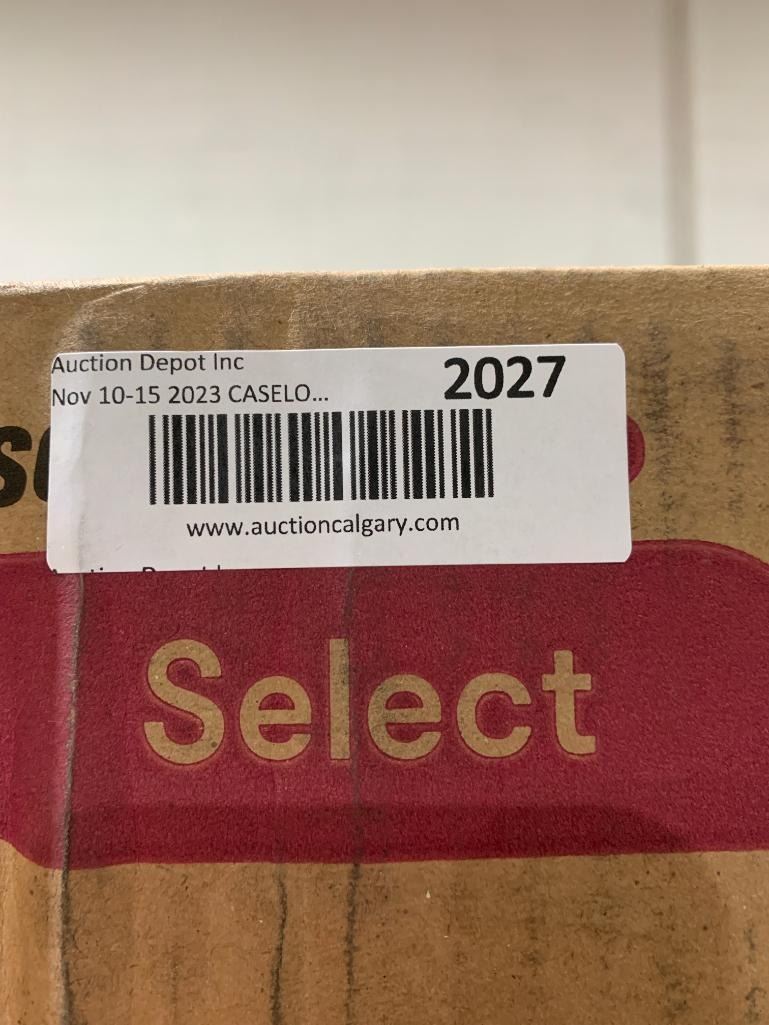 Auction Depot Inc
2027
Nov 10-15 2023 CASELO...
www.auctioncalgary.com
Select